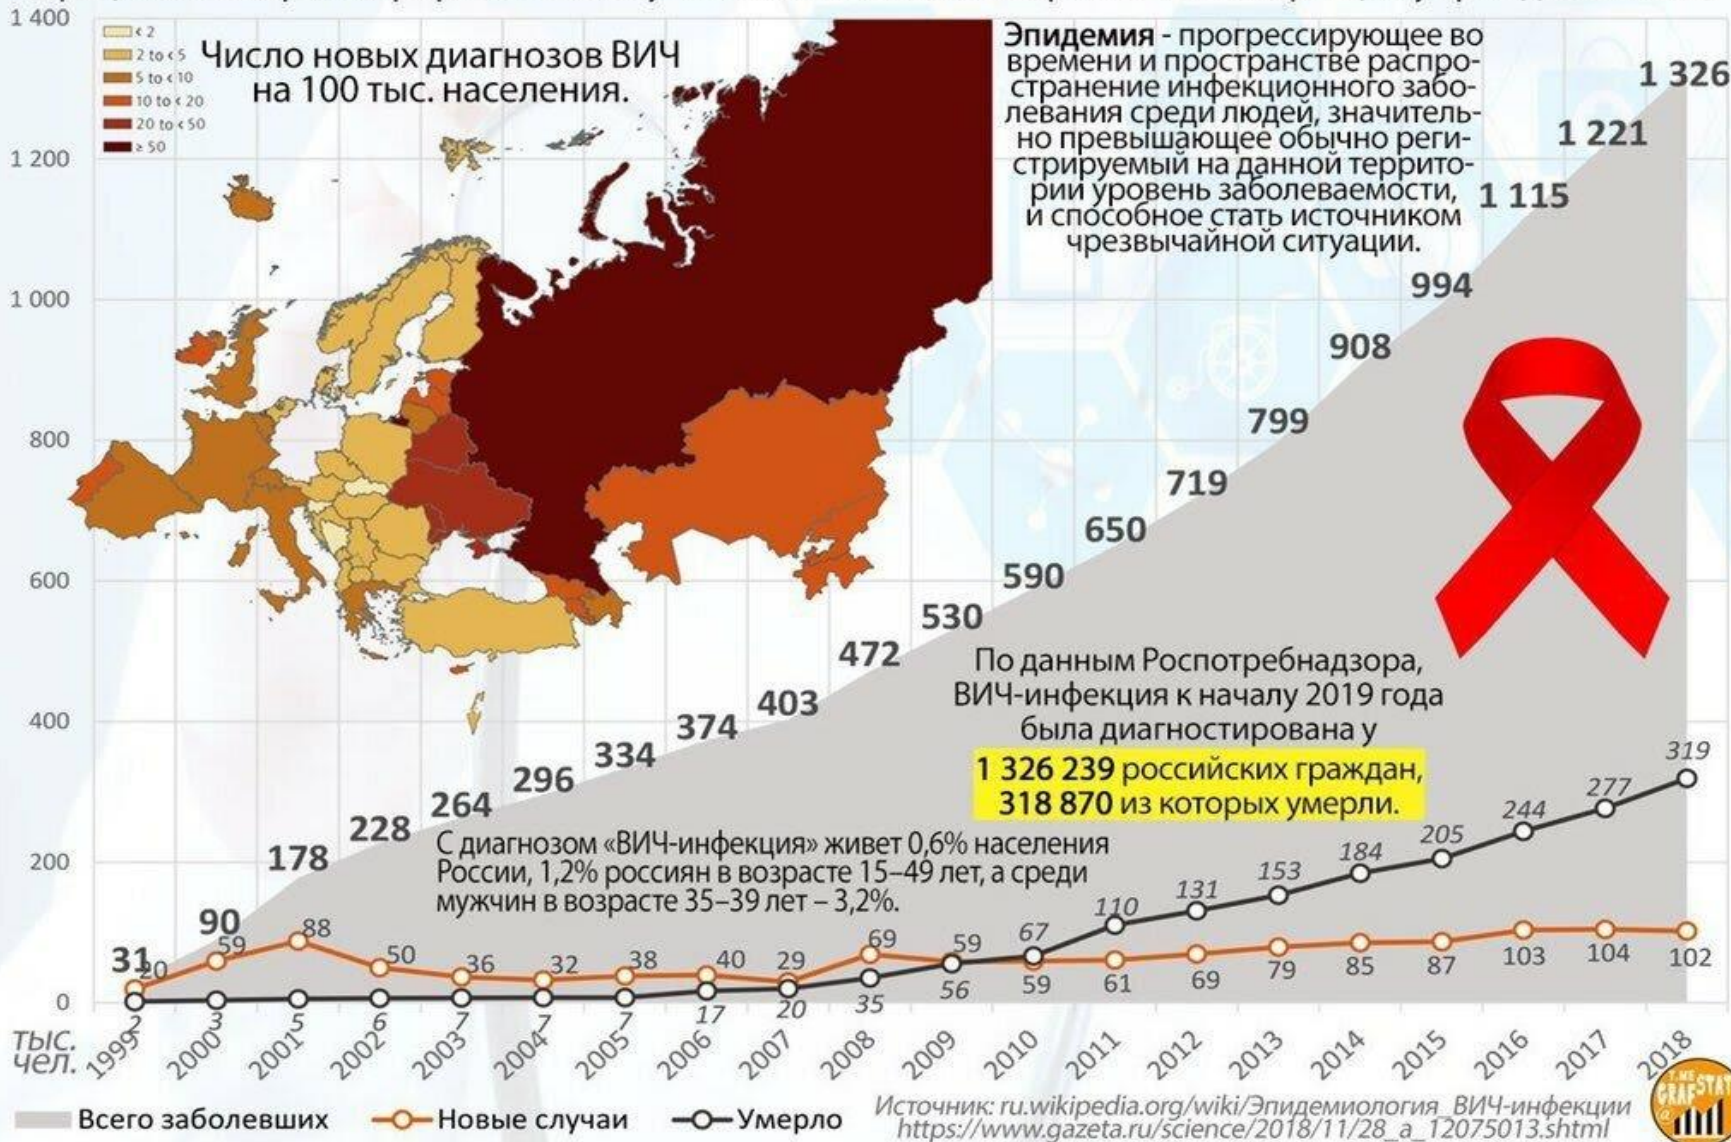 1 400
1 200
1 000
800
600
400
200
0
тыс.
чел.
< 2
2 to < 5
5 to < 10
10 to < 20
20 to < 50
≥ 50
Число новых диагнозов ВИЧ
на 100 тыс. населения.
Эпидемия - прогрессирующее во
времени и пространстве распро-
странение инфекционного забо-
левания среди людей, значитель-
но превышающее обычно реги-
стрируемый на данной террито-
рии уровень заболеваемости,
и способное стать источником
чрезвычайной ситуации.
31
90
178
228
264
296
334
374
403
472
530
590
650
719
799
908
994
1 115
1 221
1 326
По данным Роспотребнадзора,
ВИЧ-инфекция к началу 2019 года
была диагностирована у
1 326 239 российских граждан,
318 870 из которых умерли.
С диагнозом «ВИЧ-инфекция» живет 0,6% населения
России, 1,2% россиян в возрасте 15–49 лет, а среди
мужчин в возрасте 35–39 лет – 3,2%.
20
59
88
50
36
32
38
40
29
69
59
59
61
69
79
85
87
103
104
102
2
3
5
6
7
7
7
17
20
35
56
67
110
131
153
184
205
244
277
319
1999
2000
2001
2002
2003
2004
2005
2006
2007
2008
2009
2010
2011
2012
2013
2014
2015
2016
2017
2018
Всего заболевших
Новые случаи
Умерло
Источник: ru.wikipedia.org/wiki/Эпидемиология_ВИЧ-инфекции
https://www.gazeta.ru/science/2018/11/28_a_12075013.shtml
T.ME
GRAFSTAT
@